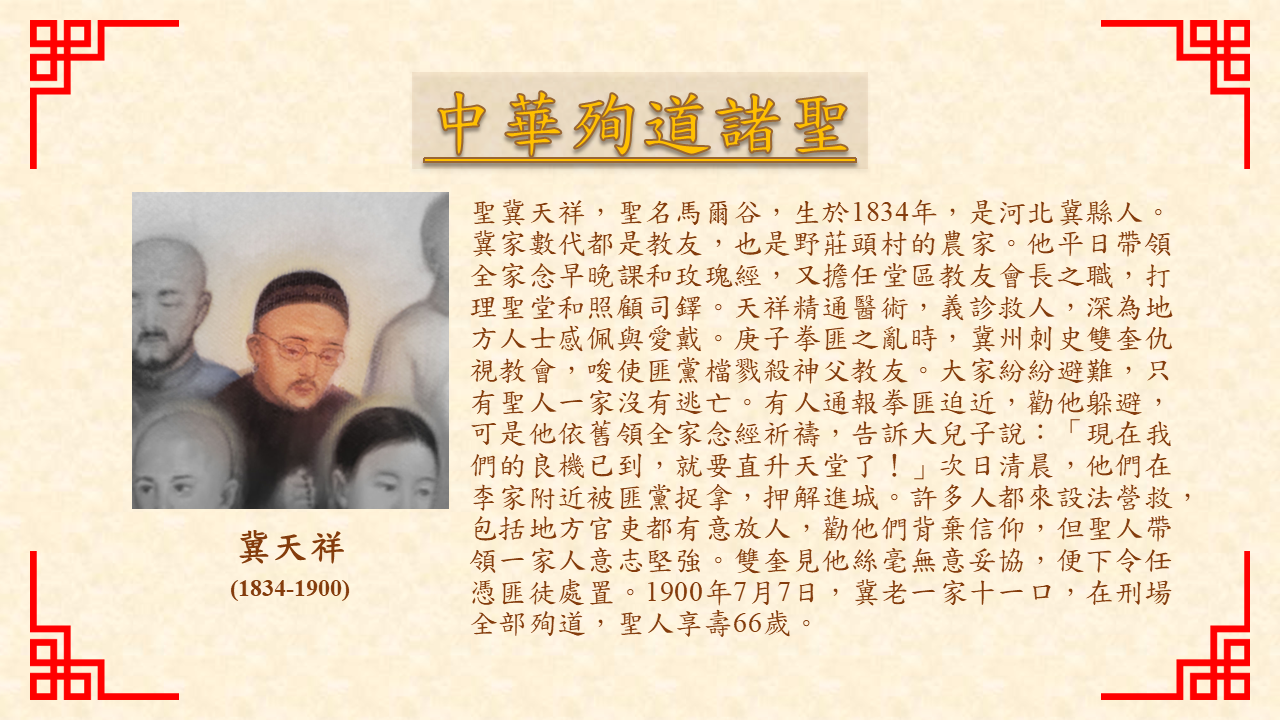 中華殉道諸聖
聖冀天祥，聖名馬爾谷，生於1834年，是河北冀縣人。
冀家數代都是教友，也是野莊頭村的農家。他平日帶領
全家念早晚課和玫瑰經，又擔任堂區教友會長之職，打
理聖堂和照顧司鐸。天祥精通醫術，義診救人，深為地
方人士感佩與愛戴。庚子拳匪之亂時，冀州刺史雙奎仇
視教會，唆使匪黨檔戮殺神父教友。大家紛紛避難，只
有聖人一家沒有逃亡。有人通報拳匪迫近，勸他躲避，
可是他依舊領全家念經祈禱，告訴大兒子說：「現在我
們的良機已到，就要直升天堂了！」次日清晨，他們在
李家附近被匪黨捉拿，押解進城。許多人都來設法營救，
包括地方官吏都有意放人，勸他們背棄信仰，但聖人帶
領一家人意志堅強。雙奎見他絲毫無意妥協，便下令任
憑匪徒處置。1900年7月7日，冀老一家十一口，在刑場
全部殉道，聖人享壽66歲。
冀天祥
(1834-1900)